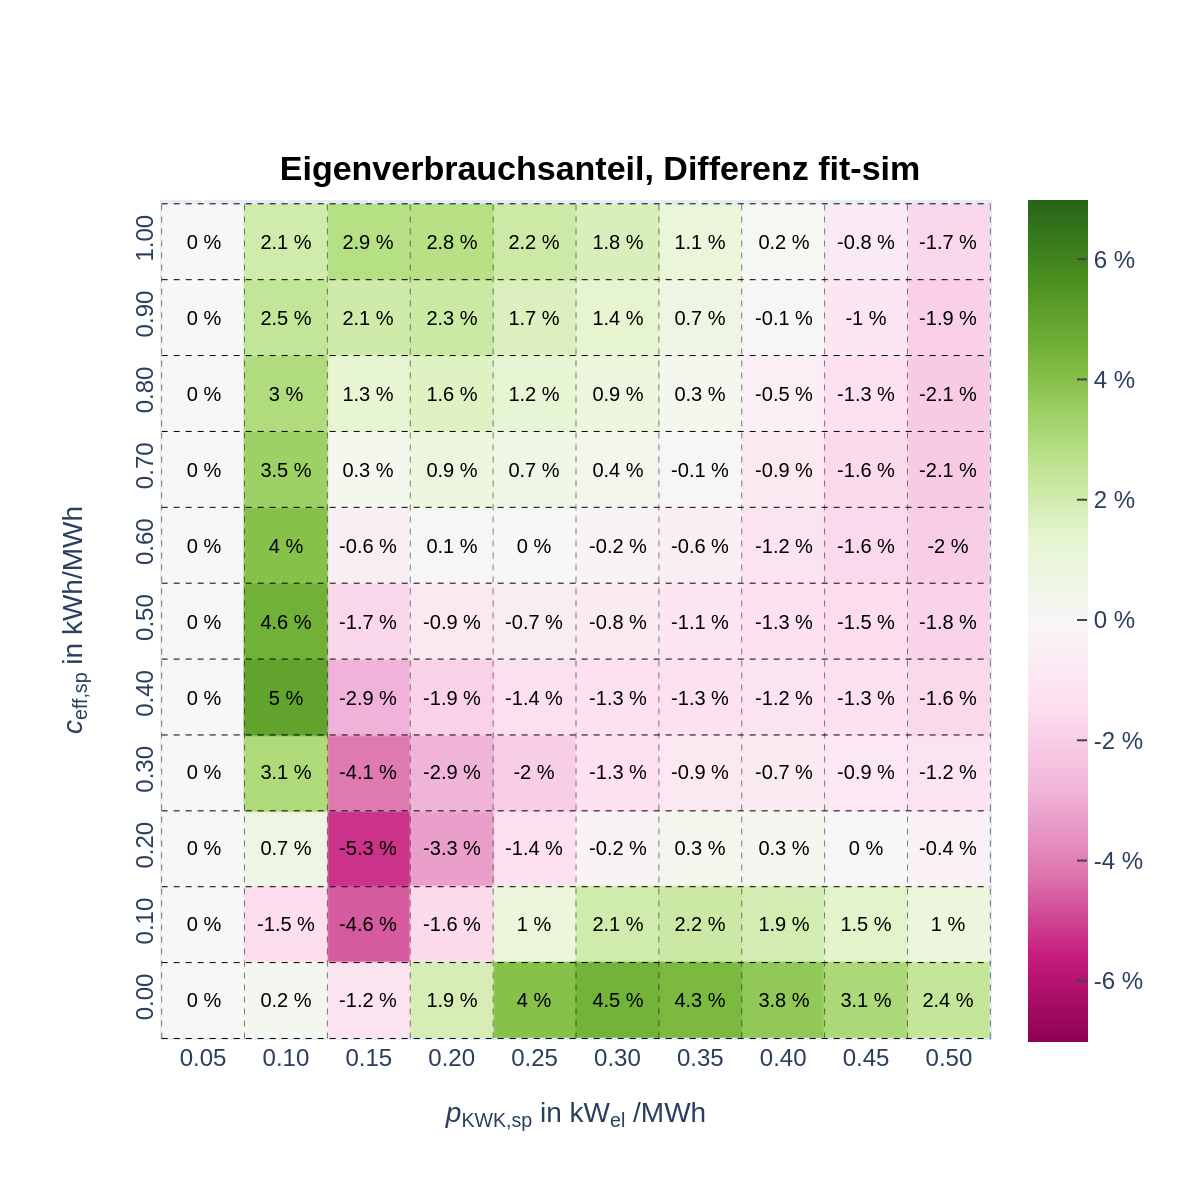 Eigenverbrauchsanteil, Differenz fit-sim
1.00 0 % 2.1 % 2.9 % 2.8 % 2.2 % 1.8 % 1.1 % 0.2 % -0.8 % -1.7 %
0.90 0 % 2.5 % 2.1 % 2.3 % 1.7 % 1.4 % 0.7 % -0.1 % -1 % -1.9 %
0.80 0 % 3 % 1.3 % 1.6 % 1.2 % 0.9 % 0.3 % -0.5 % -1.3 % -2.1 %
0.70 0 % 3.5 % 0.3 % 0.9 % 0.7 % 0.4 % -0.1 % -0.9 % -1.6 % -2.1 %
0.60 0 % 4 % -0.6 % 0.1 % 0 % -0.2 % -0.6 % -1.2 % -1.6 % -2 %
0.50 0 % 4.6 % -1.7 % -0.9 % -0.7 % -0.8 % -1.1 % -1.3 % -1.5 % -1.8 %
0.40 0 % 5 % -2.9 % -1.9 % -1.4 % -1.3 % -1.3 % -1.2 % -1.3 % -1.6 %
0.30 0 % 3.1 % -4.1 % -2.9 % -2 % -1.3 % -0.9 % -0.7 % -0.9 % -1.2 %
0.20 0 % 0.7 % -5.3 % -3.3 % -1.4 % -0.2 % 0.3 % 0.3 % 0 % -0.4 %
0.10 0 % -1.5 % -4.6 % -1.6 % 1 % 2.1 % 2.2 % 1.9 % 1.5 % 1 %
0.00 0 % 0.2 % -1.2 % 1.9 % 4 % 4.5 % 4.3 % 3.8 % 3.1 % 2.4 %
0.05 0.10 0.15 0.20 0.25 0.30 0.35 0.40 0.45 0.50
p KWK,sp in kW el /MWh
c eff,sp in kWh/MWh
6 %
4 %
2 %
0 %
-2 %
-4 %
-6 %